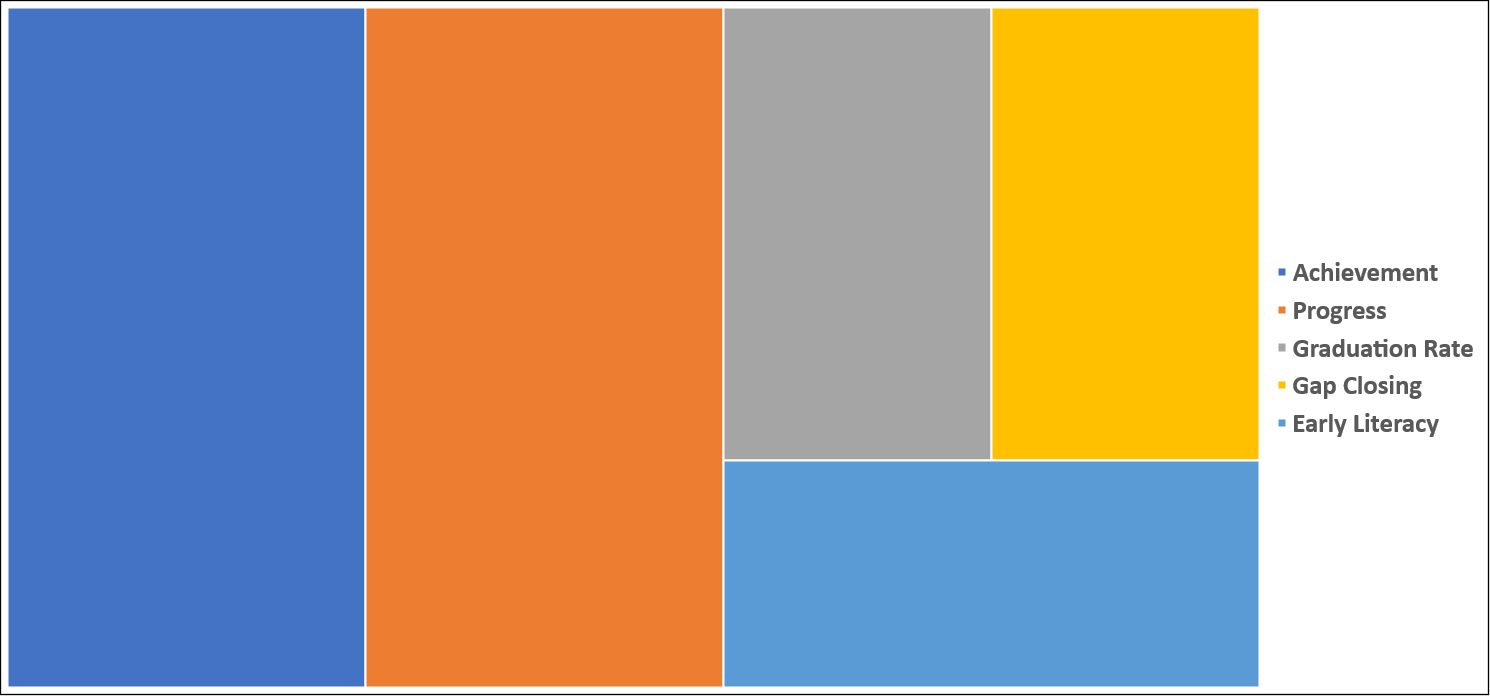 Achievement
Progress
Graduation Rate
Gap Closing
Early Literacy